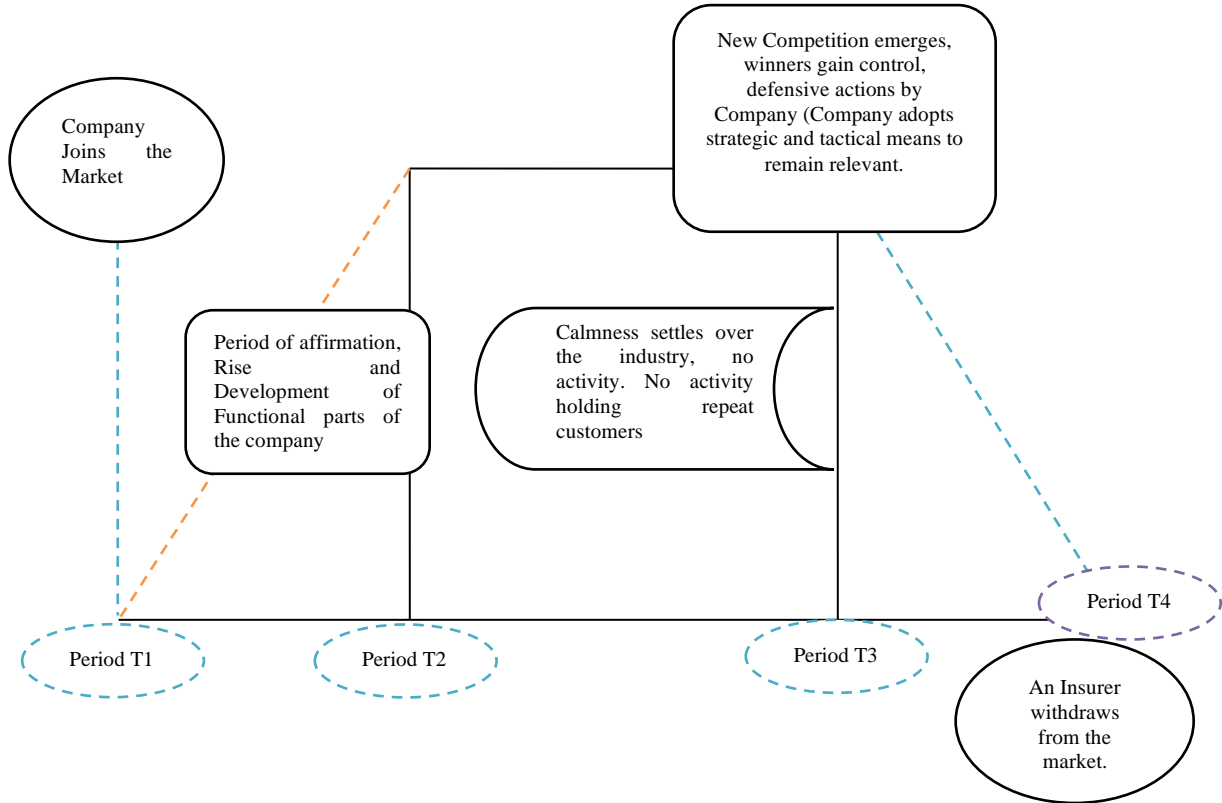 New Competition emerges,
winners gain control,
defensive actions by
Company (Company adopts
strategic and tactical means to
remain relevant.
Company
Joins the
Market
Period of affirmation,
Rise and
Development of
Functional parts of
the company
Calmness settles over
the industry, no
activity. No activity
holding repeat
customers
Period T1
Period T2
Period T3
Period T4
An Insurer
withdraws
from the
market.